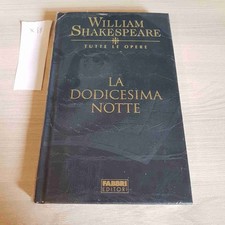 WILLIAM
SHAKESPEARE
TUTTE LE OPERE
LA
DODICESIMA
NOTTE
FABBRI
EDITORI